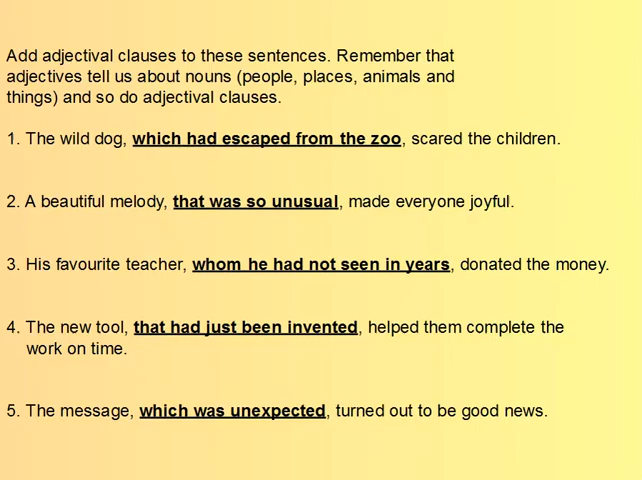 Add adjectival clauses to these sentences. Remember that
adjectives tell us about nouns (people, places, animals and
things) and so do adjectival clauses.
1. The wild dog, which had escaped from the zoo, scared the children.
2. A beautiful melody, that was so unusual, made everyone joyful.
3. His favourite teacher, whom he had not seen in years, donated the money.
4. The new tool, that had just been invented, helped them complete the
work on time.
5. The message, which was unexpected, turned out to be good news.